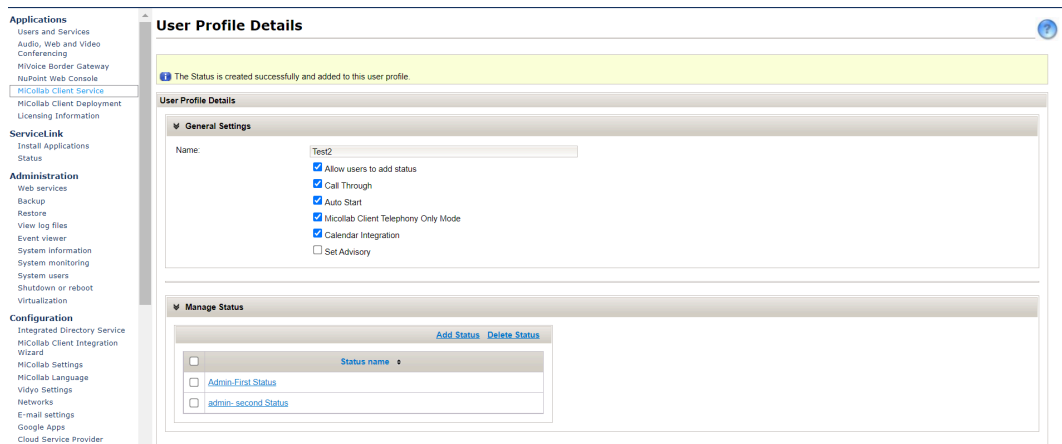 Applications
Users and Services
Audio, Web and Video
Conferencing
MiVoice Border Gateway
NuPoint Web Console
MiCollab Client Service
MiCollab Client Deployment
Licensing Information
ServiceLink
Install Applications
Status
Administration
Web services
Backup
Restore
View log files
Event viewer
System information
System monitoring
System users
Shutdown or reboot
Virtualization
Configuration
Integrated Directory Service
MiCollab Client Integration
Wizard
MiCollab Settings
MiCollab Language
Vidyo Settings
Networks
E-mail settings
Google Apps
Cloud Service Provider
User Profile Details
?
The Status is created successfully and added to this user profile.
User Profile Details
General Settings
Name: Test2
Allow users to add status
Call Through
Auto Start
Micollab Client Telephony Only Mode
Calendar Integration
Set Advisory
Manage Status
Add Status Delete Status
Status name
Admin-First Status
admin- second Status